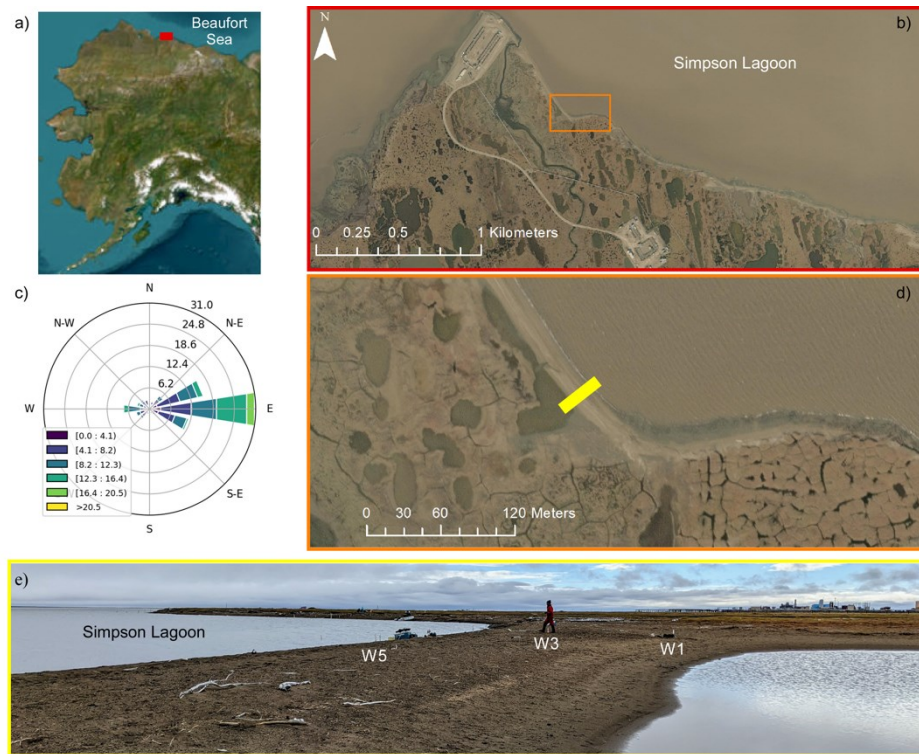 a)
Beaufort
Sea
b)
N
Simpson Lagoon
0 0.25 0.5 1 Kilometers
c)
N
N-W
N-E
31.0
24.8
18.6
12.4
6.2
W
E
[0.0 : 4.1)
[4.1 : 8.2)
[8.2 : 12.3)
[12.3 : 16.4)
[16.4 : 20.5)
>20.5
S-E
S
d)
0 30 60 120 Meters
e)
Simpson Lagoon
W5
W3
W1